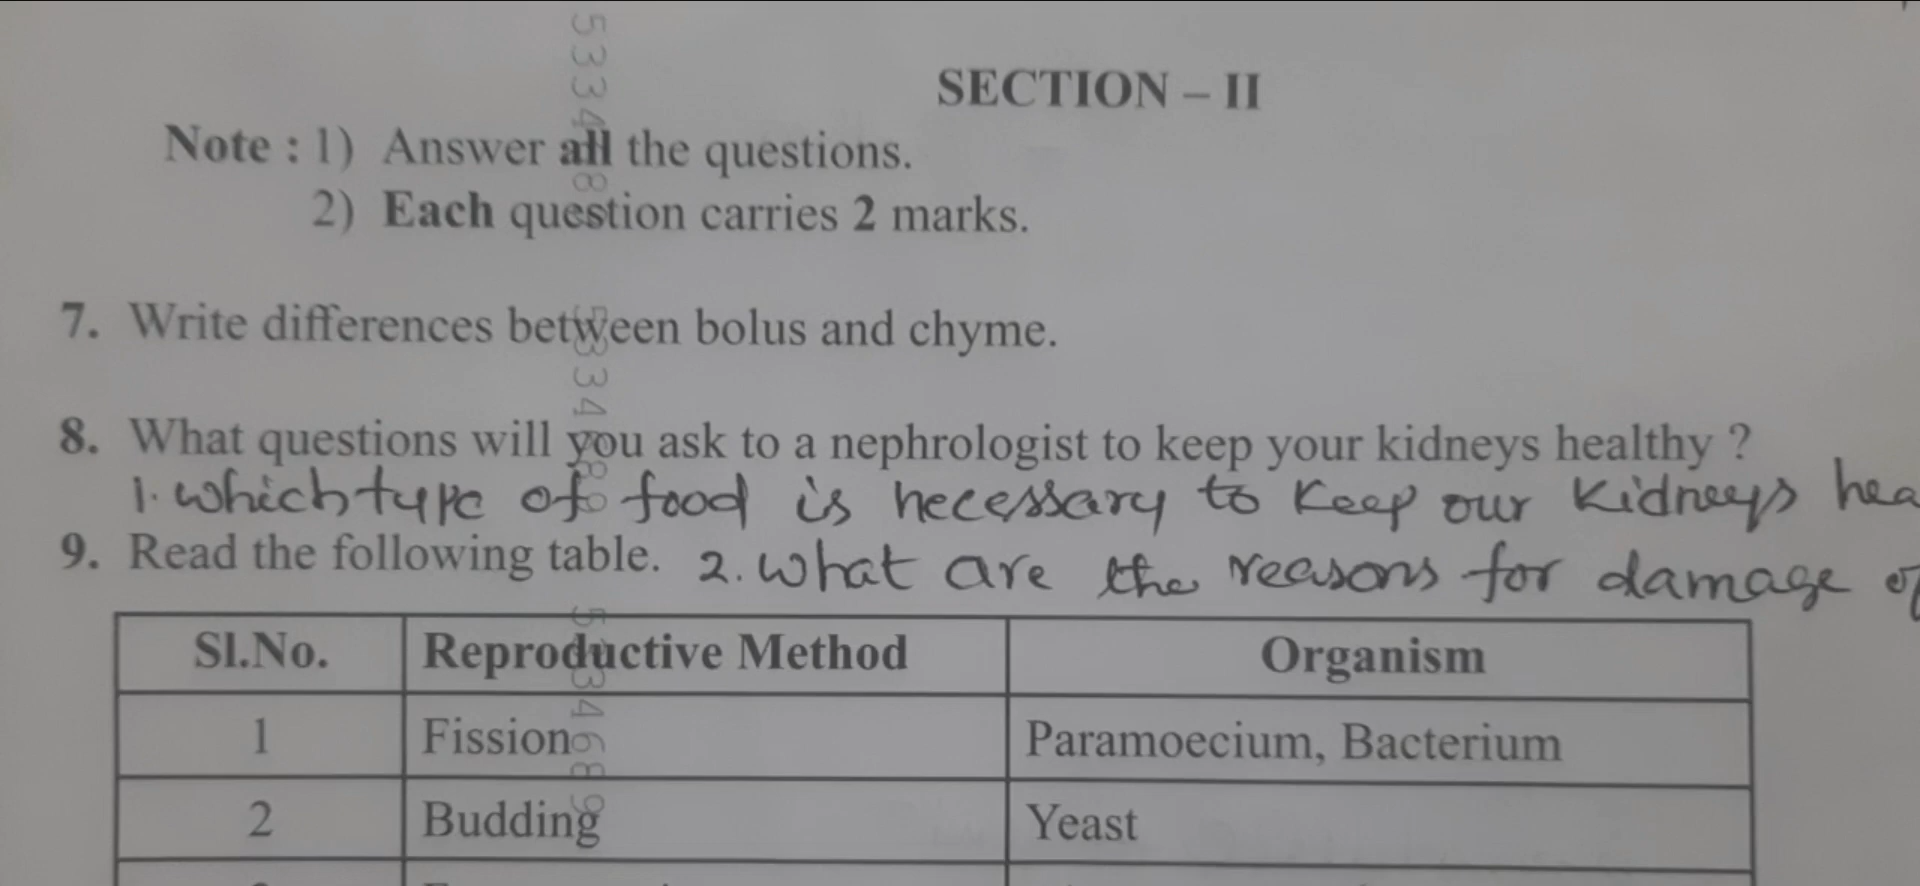 SECTION – II
Note : 1) Answer all the questions.
2) Each question carries 2 marks.
7. Write differences between bolus and chyme.
8. What questions will you ask to a nephrologist to keep your kidneys healthy ?
1. which type of food is necessary to keep our kidneys hea
9. Read the following table. 2. what are the reasons for damage of
Sl.No. Reproductive Method Organism
1 Fission Paramoecium, Bacterium
2 Budding Yeast